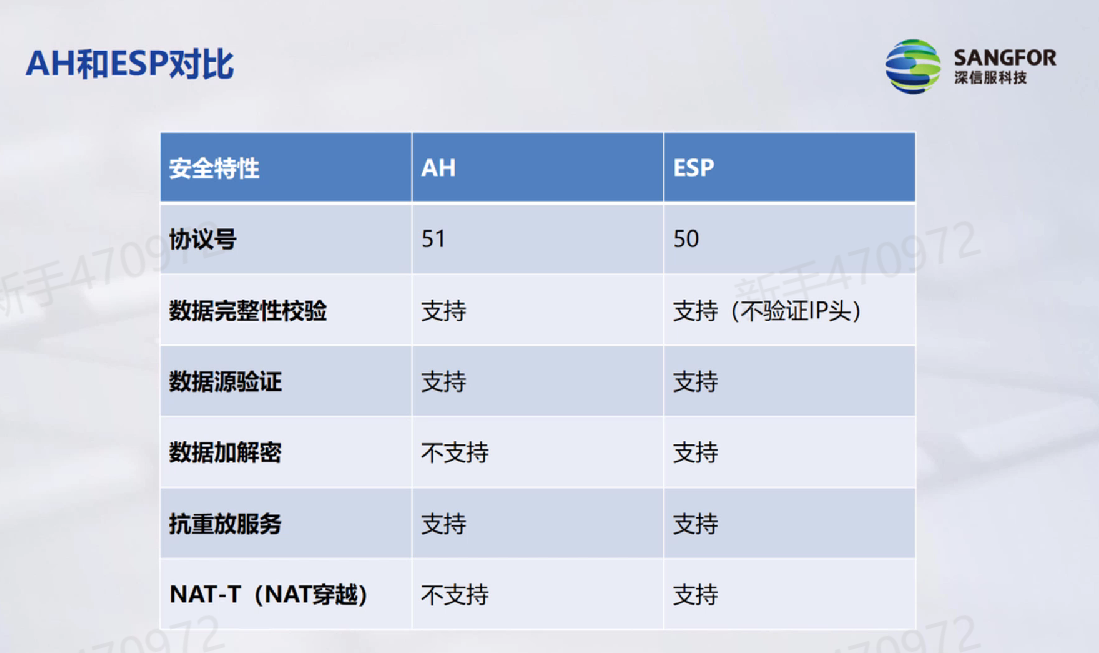 AH和ESP对比
SANGFOR
深信服科技
安全特性 AH ESP
协议号 51 50
数据完整性校验 支持 支持（不验证IP头）
数据源验证 支持 支持
数据加解密 不支持 支持
抗重放服务 支持 支持
NAT-T（NAT穿越） 不支持 支持
新手470972
新手470972
470972
470972